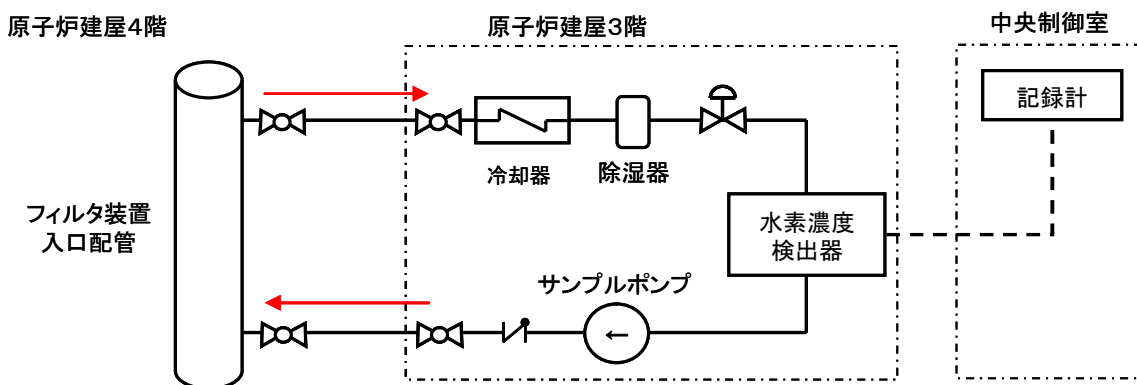 原子炉建屋4階
原子炉建屋3階
中央制御室
記録計
冷却器
除湿器
フィルタ装置
入口配管
水素濃度
検出器
サンプルポンプ
←